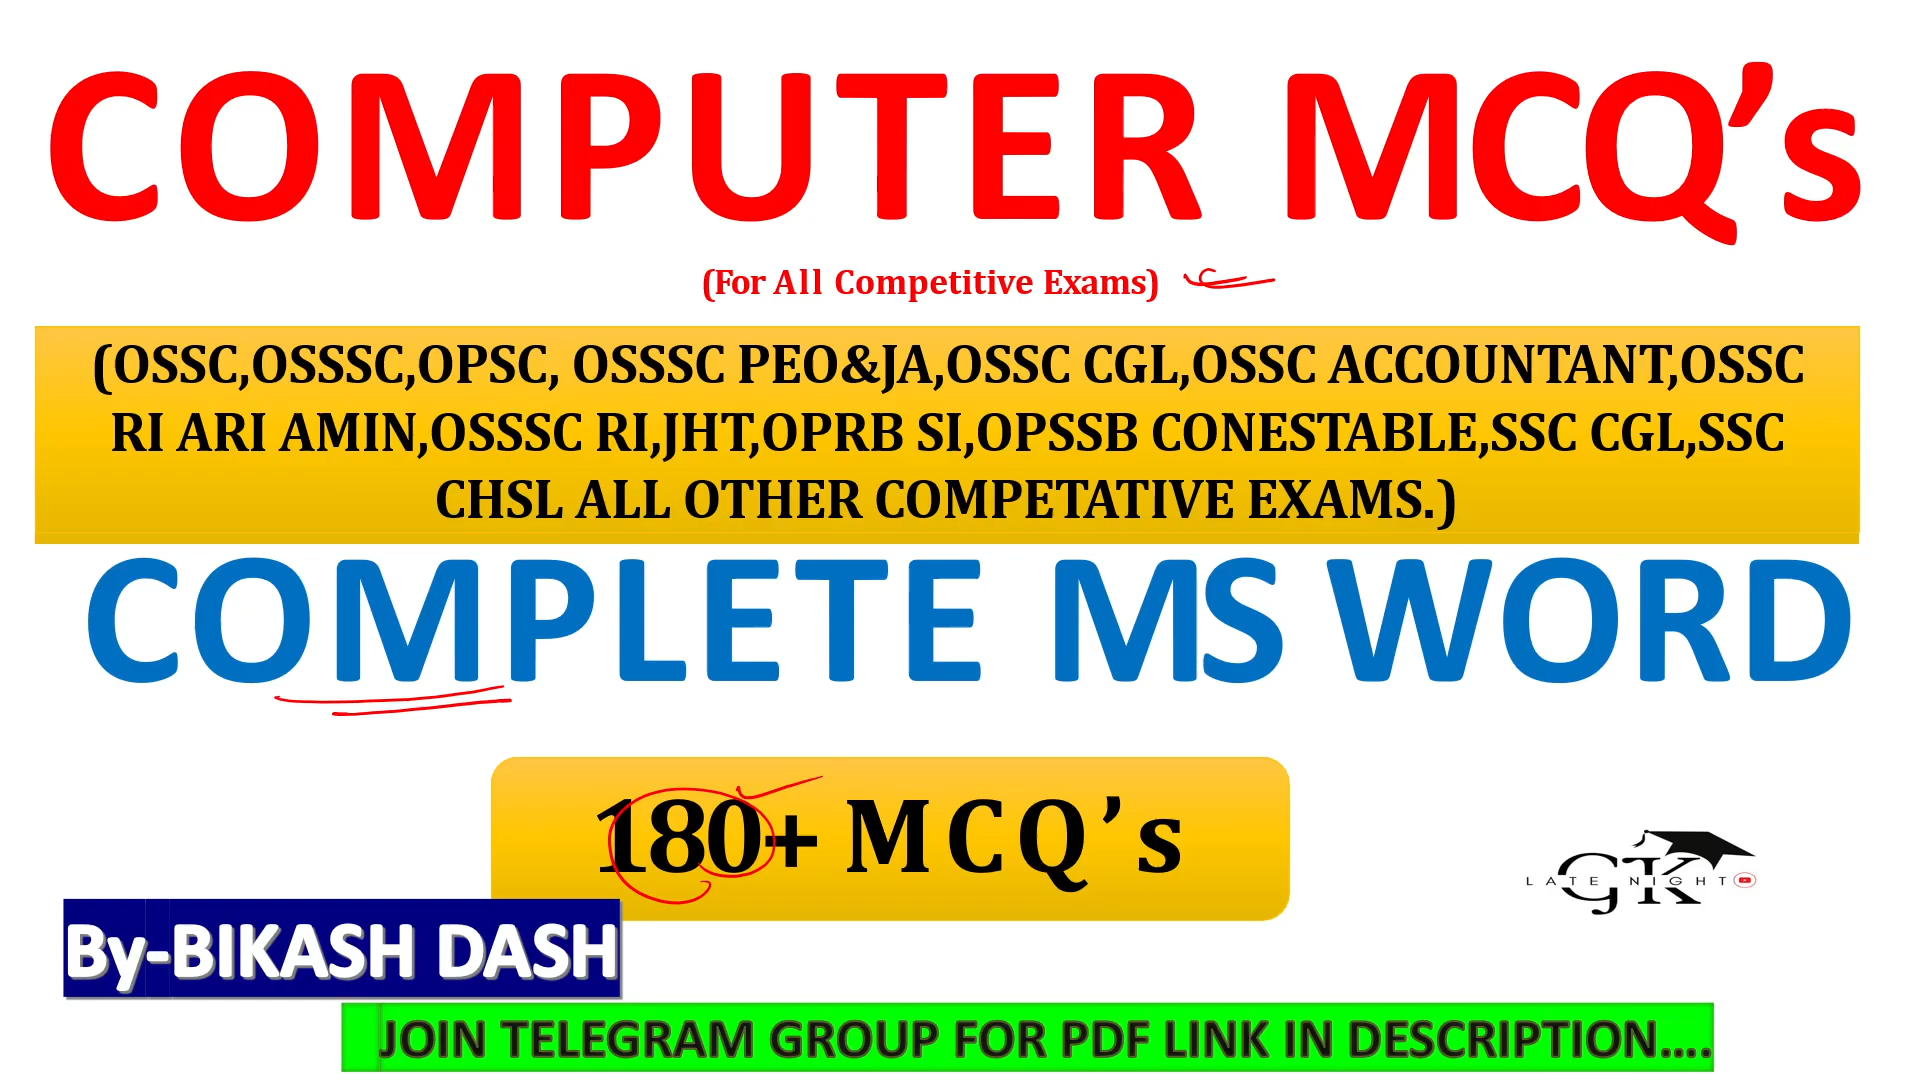 COMPUTER MCQ’s
(For All Competitive Exams)
(OSSC,OSSSC,OPSC, OSSSC PEO&JA,OSSC CGL,OSSC ACCOUNTANT,OSSC
RI ARI AMIN,OSSSC RI,JHT,OPRB SI,OPSSB CONESTABLE,SSC CGL,SSC
CHSL ALL OTHER COMPETATIVE EXAMS.)
COMPLETE MS WORD
180+ MCQ’s
GK
LATE NIGHT
By-BIKASH DASH
JOIN TELEGRAM GROUP FOR PDF LINK IN DESCRIPTION....